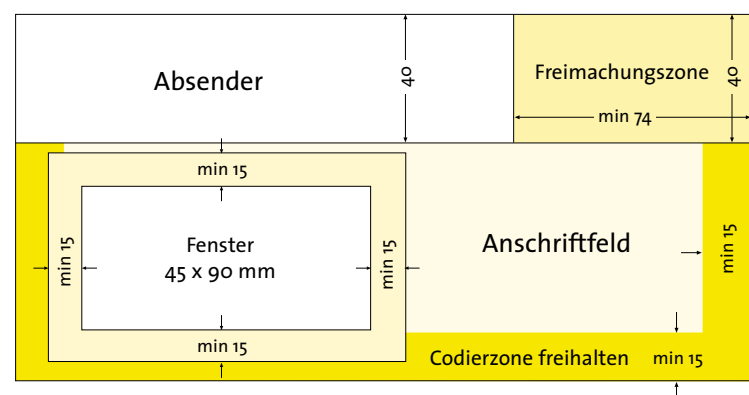 Absender
40
Freimachungszone
40
min 74
min 15
min 15
Fenster
45 x 90 mm
min 15
Anschriftfeld
min 15
min 15
Codierzone freihalten
min 15